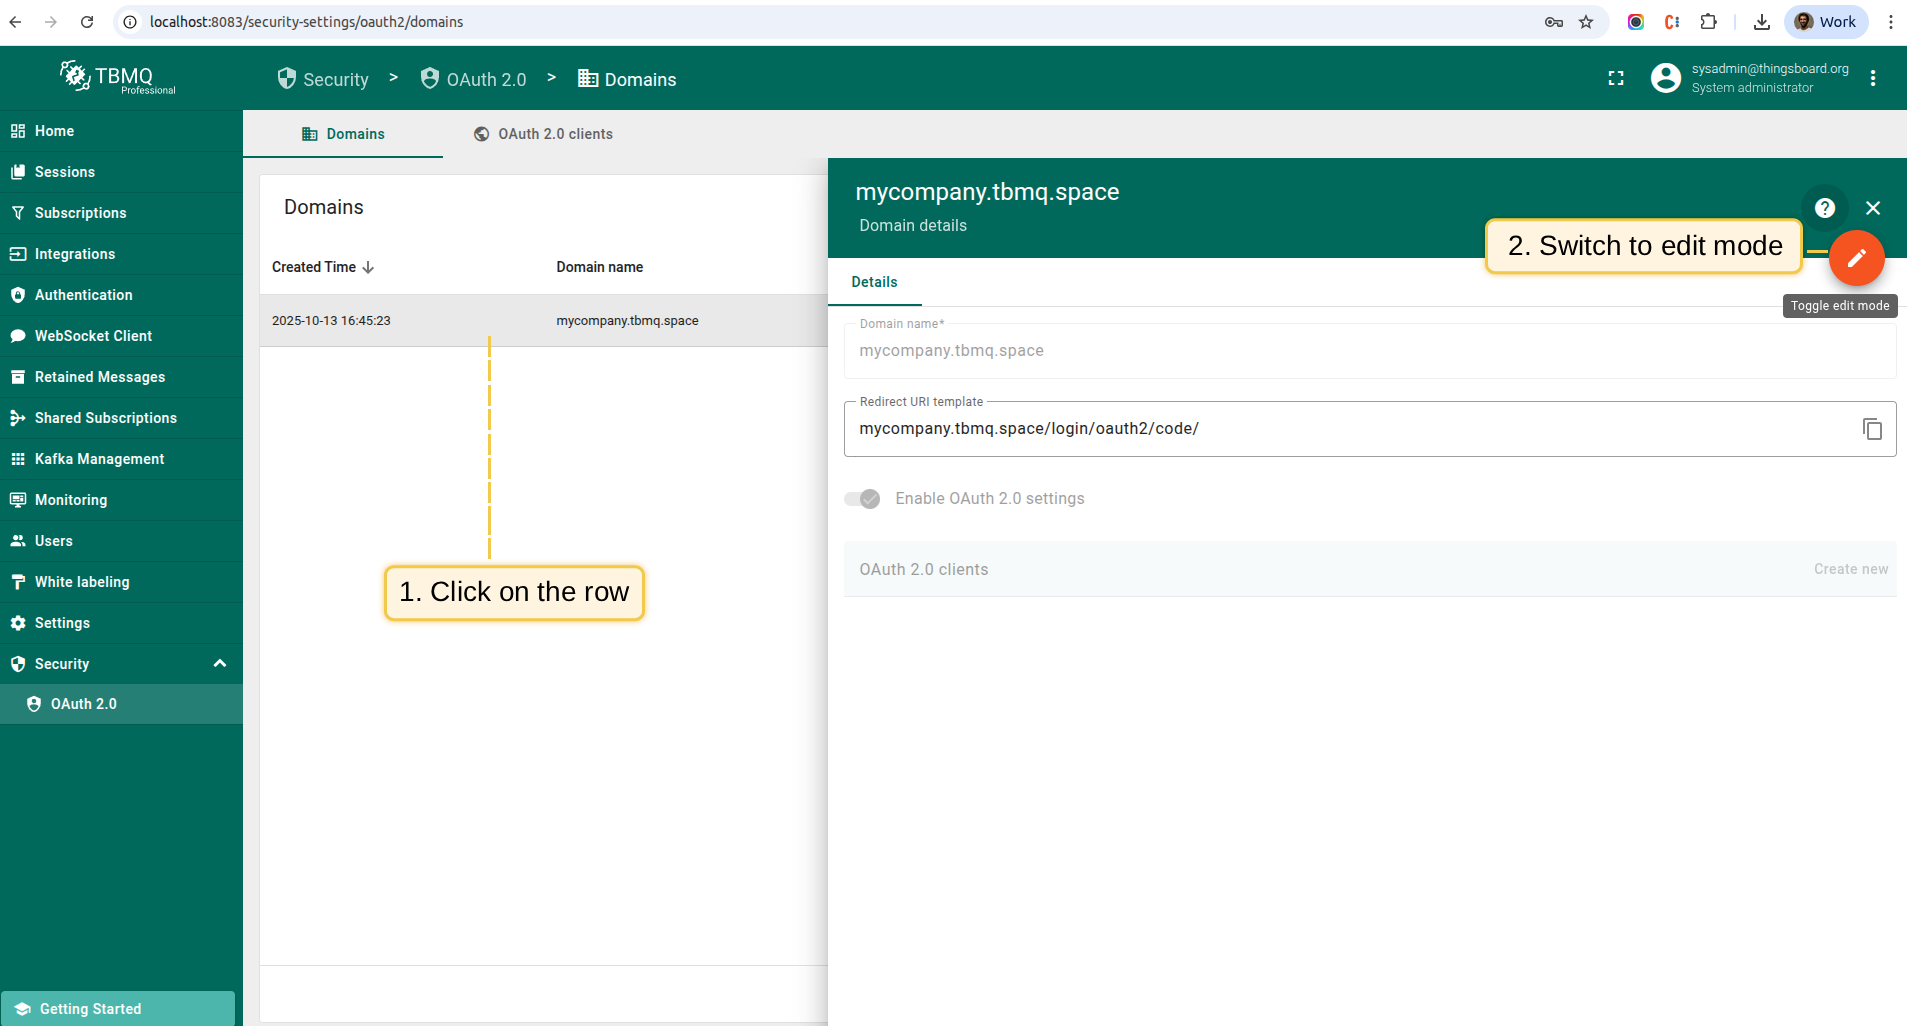 localhost:8083/security-settings/oauth2/domains
Work
TBMQ
Professional
Security > OAuth 2.0 > Domains
sysadmin@thingsboard.org
System administrator
Home
Sessions
Subscriptions
Integrations
Authentication
WebSocket Client
Retained Messages
Shared Subscriptions
Kafka Management
Monitoring
Users
White labeling
Settings
Security
OAuth 2.0
Getting Started
Domains
OAuth 2.0 clients
Domains
Created Time
Domain name
2025-10-13 16:45:23
mycompany.tbmq.space
1. Click on the row
mycompany.tbmq.space
Domain details
2. Switch to edit mode
Toggle edit mode
Details
Domain name*
mycompany.tbmq.space
Redirect URI template
mycompany.tbmq.space/login/oauth2/code/
Enable OAuth 2.0 settings
OAuth 2.0 clients
Create new